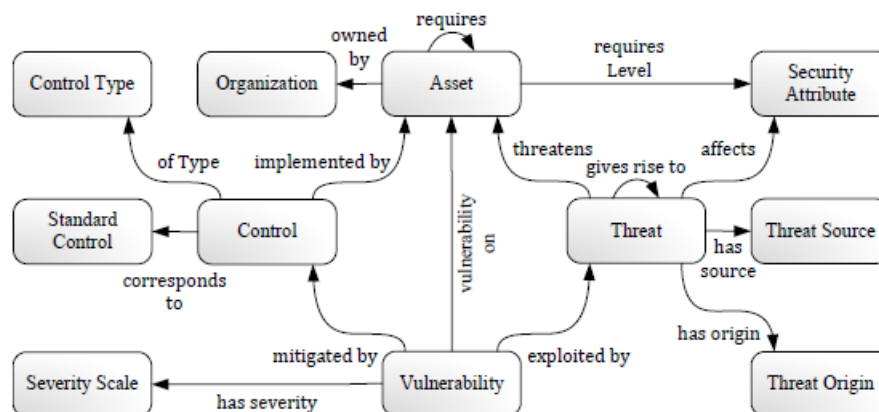 requires
owned
by
requires
Level
Control Type
Organization
Asset
Security
Attribute
of Type
implemented by
threatens
gives rise to
affects
Standard
Control
Control
vulnerability
on
Threat
has
source
Threat Source
corresponds
to
mitigated by
exploited by
has origin
Severity Scale
has severity
Vulnerability
Threat Origin